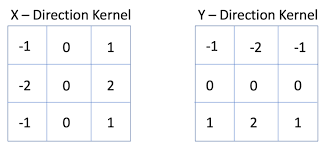 X – Direction Kernel
-1 0 1
-2 0 2
-1 0 1
Y – Direction Kernel
-1 -2 -1
0 0 0
1 2 1